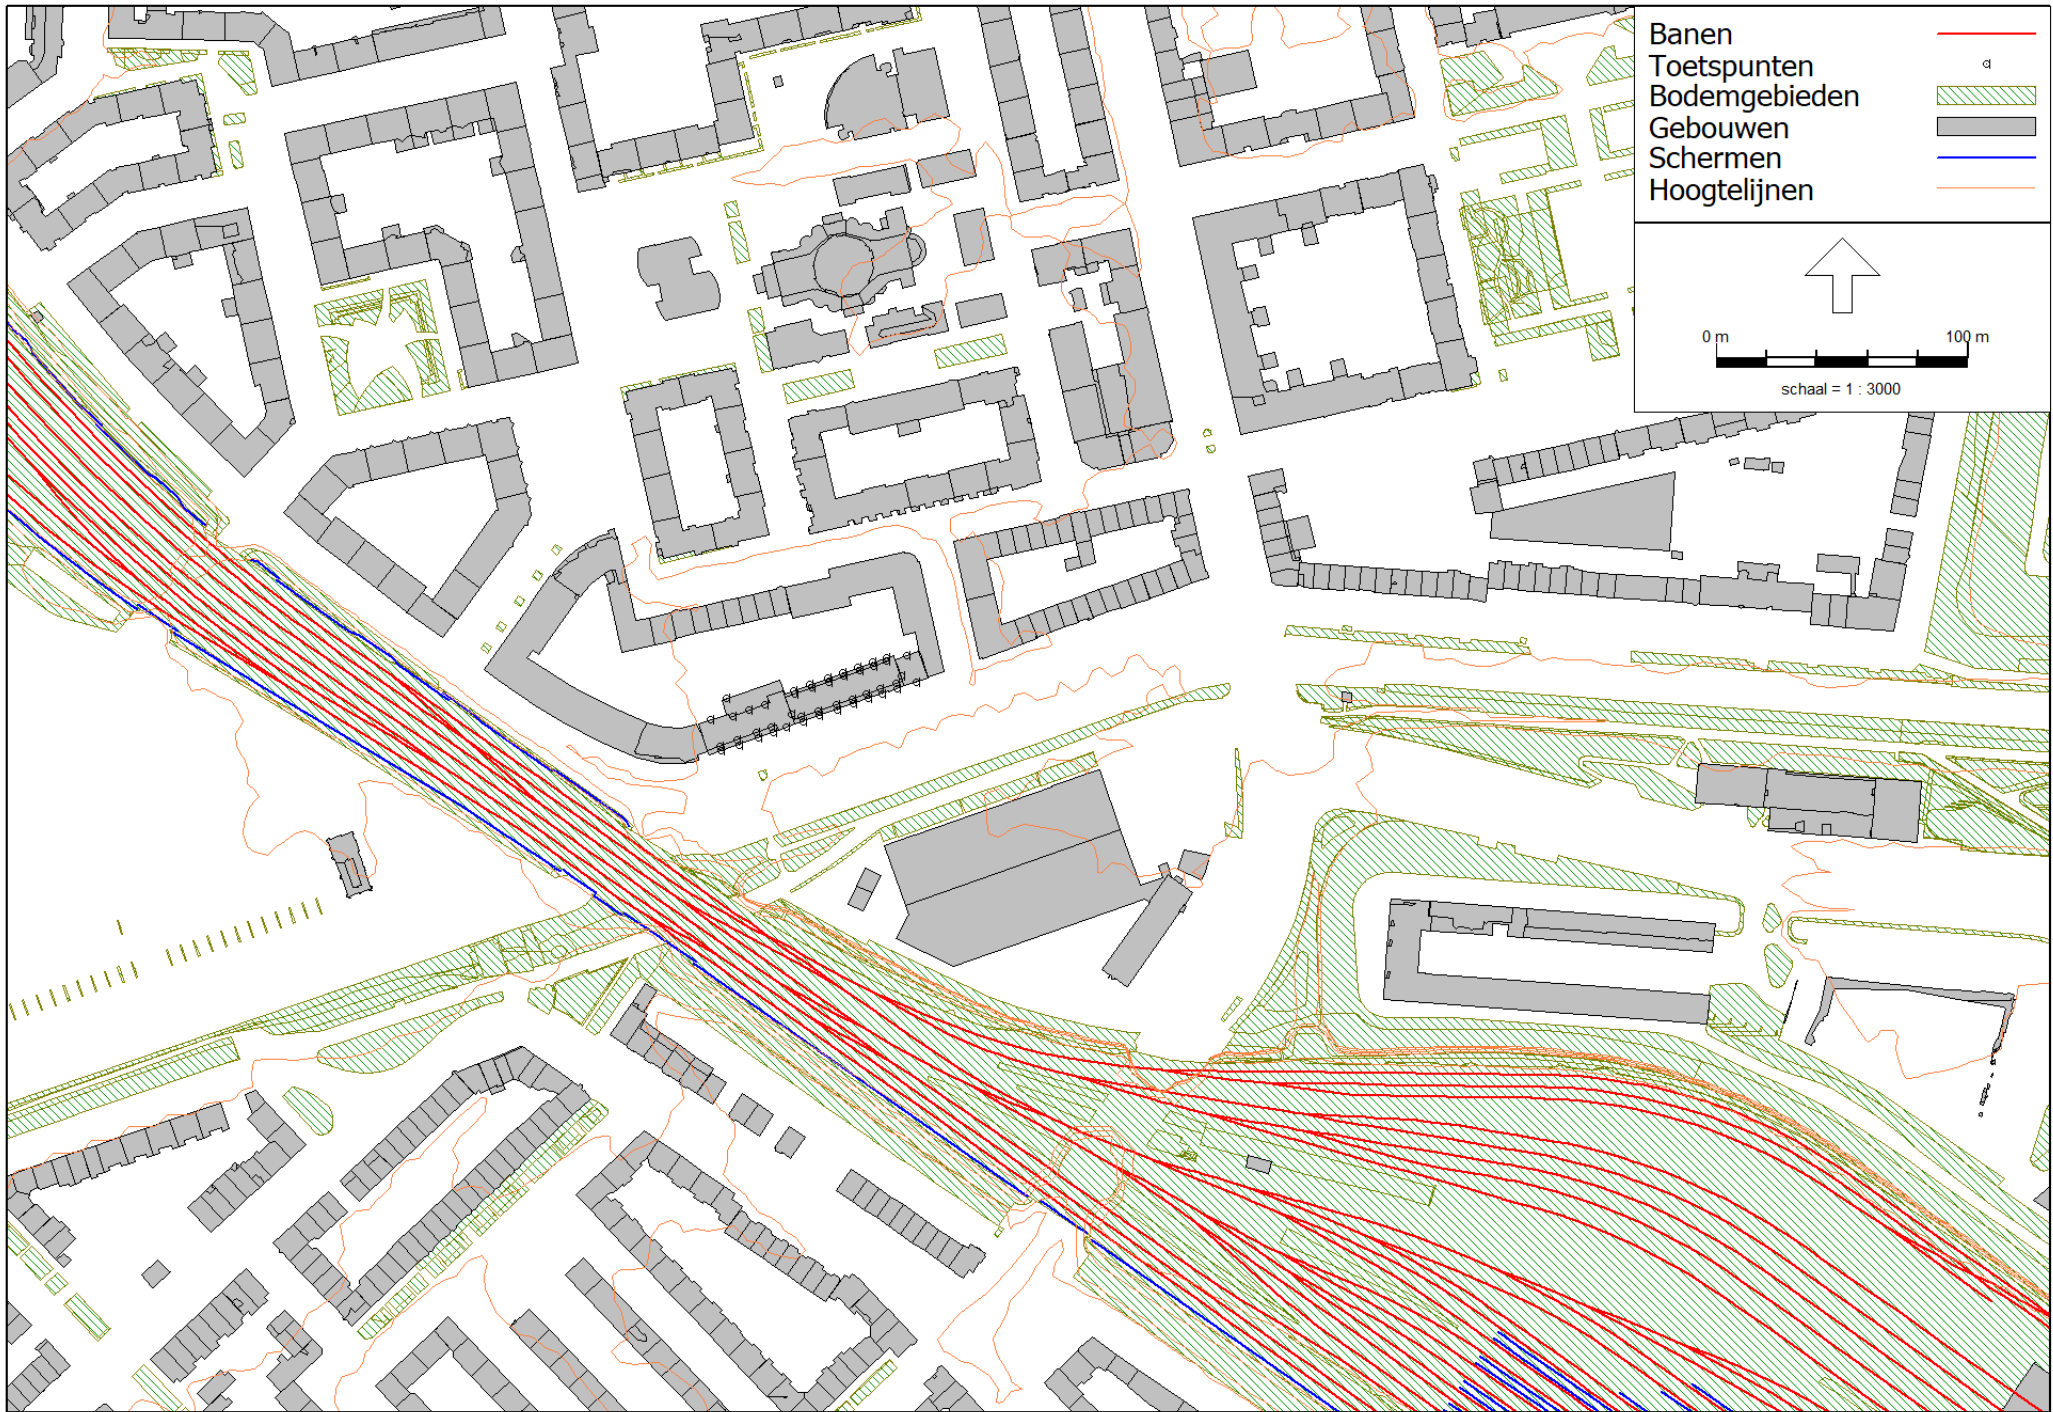 Banen
Toetspunten
Bodemgebieden
Gebouwen
Schermen
Hoogtelijnen
0 m 100 m
schaal = 1 : 3000